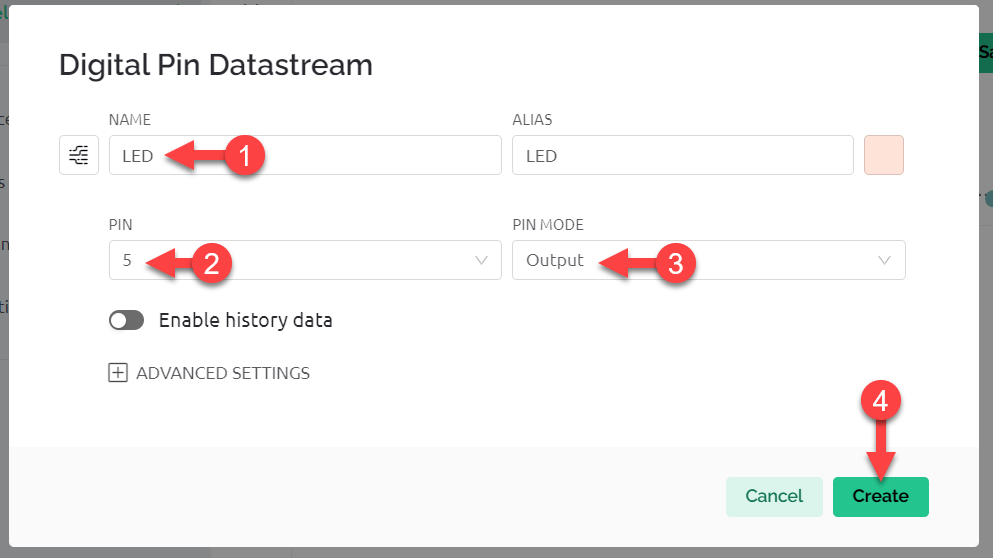 Digital Pin Datastream
NAME
ALIAS
LED
1
LED
PIN
PIN MODE
5
2
Output
3
Enable history data
ADVANCED SETTINGS
4
Cancel
Create